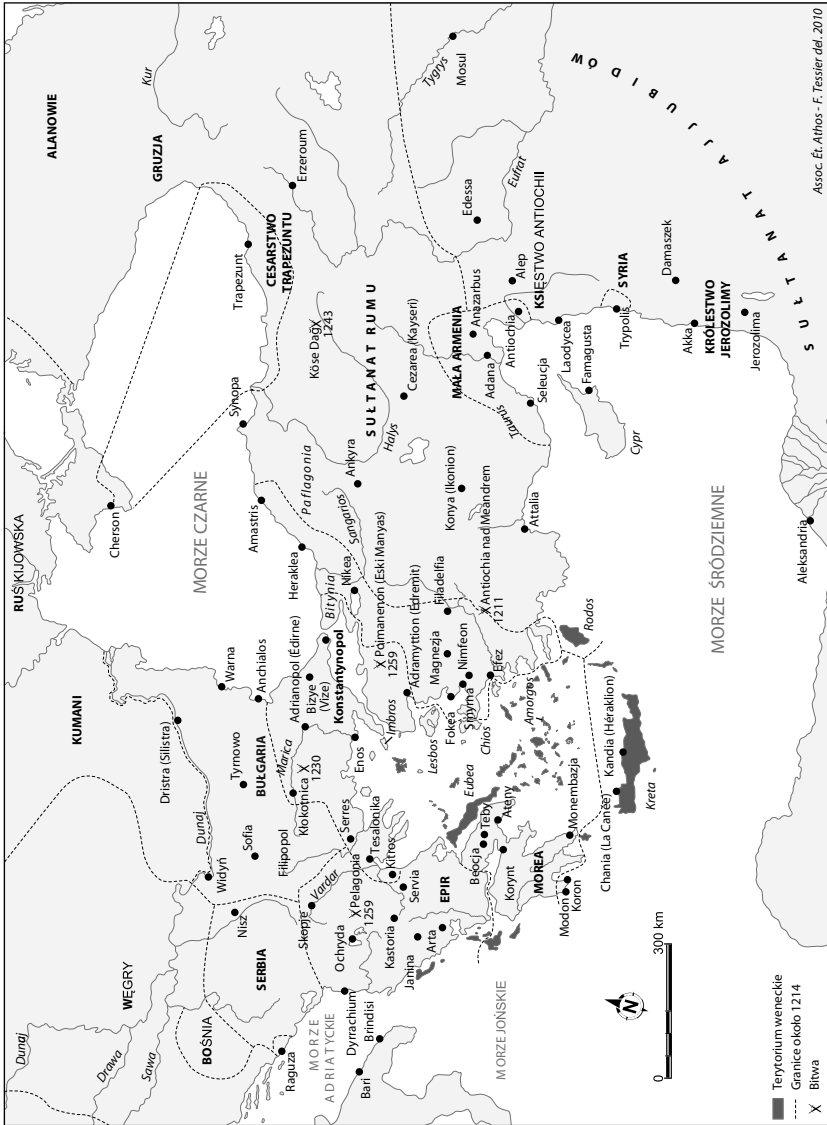 RUŚ KIJOWSKA
KUMANI
WĘGRY
Dunaj
Drawa
Sawa
BOŚNIA
SERBIA
Raguza
Nisz
Widyń
Dunaj
Dristra (Silistra)
Tyrnowo
BUŁGARIA
Sofia
Warna
Anchialos
Filipopol
Kłokotnica
1230
Marica
Adrianopol (Édirne)
Bizye
(Vize)
Konstantynopol
Enos
Imbros
Serres
Tesalonika
Kitros
Servia
Vardar
Skopje
Pelagonia
1259
Ochryda
Kastoria
Janina
Arta
EPIR
Dyrrachium
Brindisi
Bari
MORZE
ADRIATYCKIE
MORZE JOŃSKIE
Beocja
Teby
Ateny
Eubea
Korynt
MOREA
Modon
Koron
Monembazja
Chania (La Canée)
Kandia (Héraklion)
Kreta
Cherson
MORZE CZARNE
ALANOWIE
GRUZJA
Kur
Synopa
Amastris
Heraklea
Paflagonia
Bitynia
Nikea
Sangarios
Ankyra
Poimanenon (Eski Manyas)
1259
Adramyttion (Edremit)
Lesbos
Fokea
Magnezja
Nimfeon
Smyrna
Filadelfia
Chios
Efez
Amorgos
Antiochia nad Meandrem
1211
Rodos
Attalia
Konya (Ikonion)
Trapezunt
CESARSTWO
TRAPEZUNTU
Erzeroum
Köse Dağ
1243
SUŁTANAT RUMU
Halys
Cezarea (Kayseri)
MAŁA ARMENIA
Anazarbus
Adana
Taurus
Seleucja
Antiochia
Alep
KSIĘSTWO ANTIOCHII
Laodycea
Famagusta
Cypr
Edessa
Eufrat
Tygrys
Mosul
Trypolis
SYRIA
Damaszek
Akka
KRÓLESTWO
JEROZOLIMY
Jerozolima
SUŁTANAT AJJUBIDÓW
Aleksandria
MORZE ŚRÓDZIEMNE
0
300 km
N
Terytorium weneckie
Granice około 1214
X Bitwa
Assoc. Ét. Athos - F. Tessier del. 2010